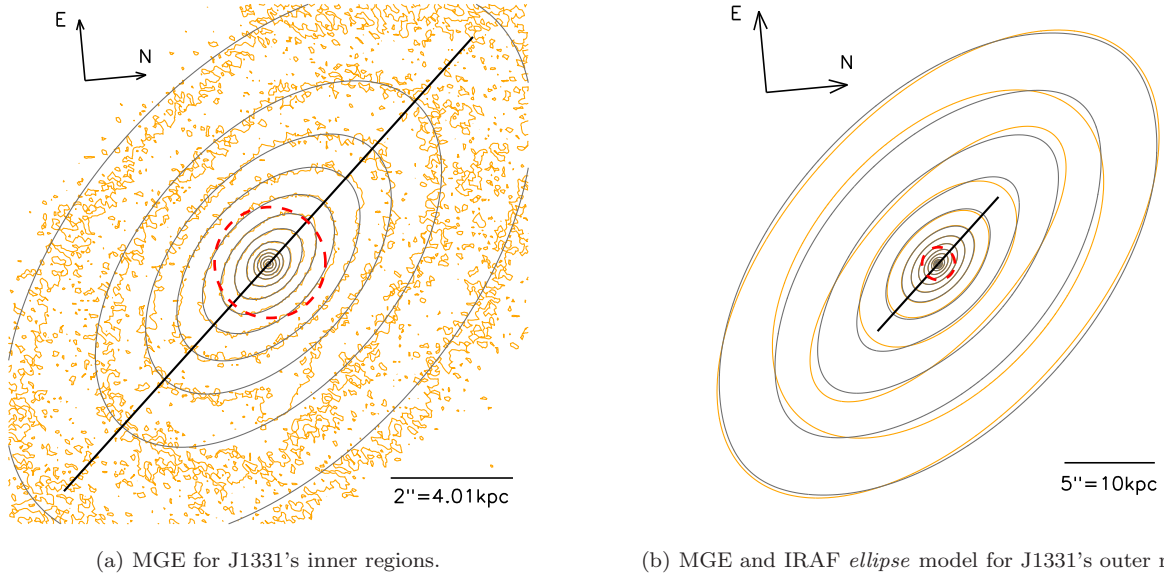 E
N
2"=4.01kpc
(a) MGE for J1331's inner regions.
E
N
5"=10kpc
(b) MGE and IRAF ellipse model for J1331's outer